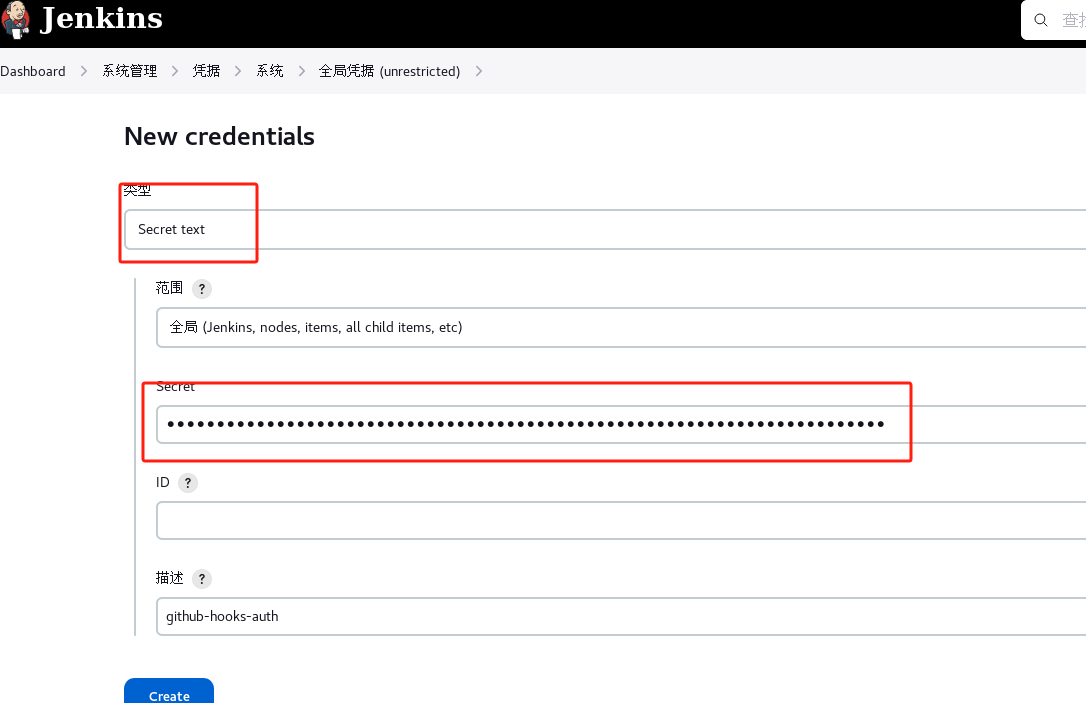 Jenkins
查找
Dashboard > 系统管理 > 凭据 > 系统 > 全局凭据 (unrestricted) >
New credentials
类型
Secret text
范围 ?
全局 (Jenkins, nodes, items, all child items, etc)
Secret
••••••••••••••••••••••••••••••••••••••••••••••••••••••••••••••••••••••••
ID ?
描述 ?
github-hooks-auth
Create